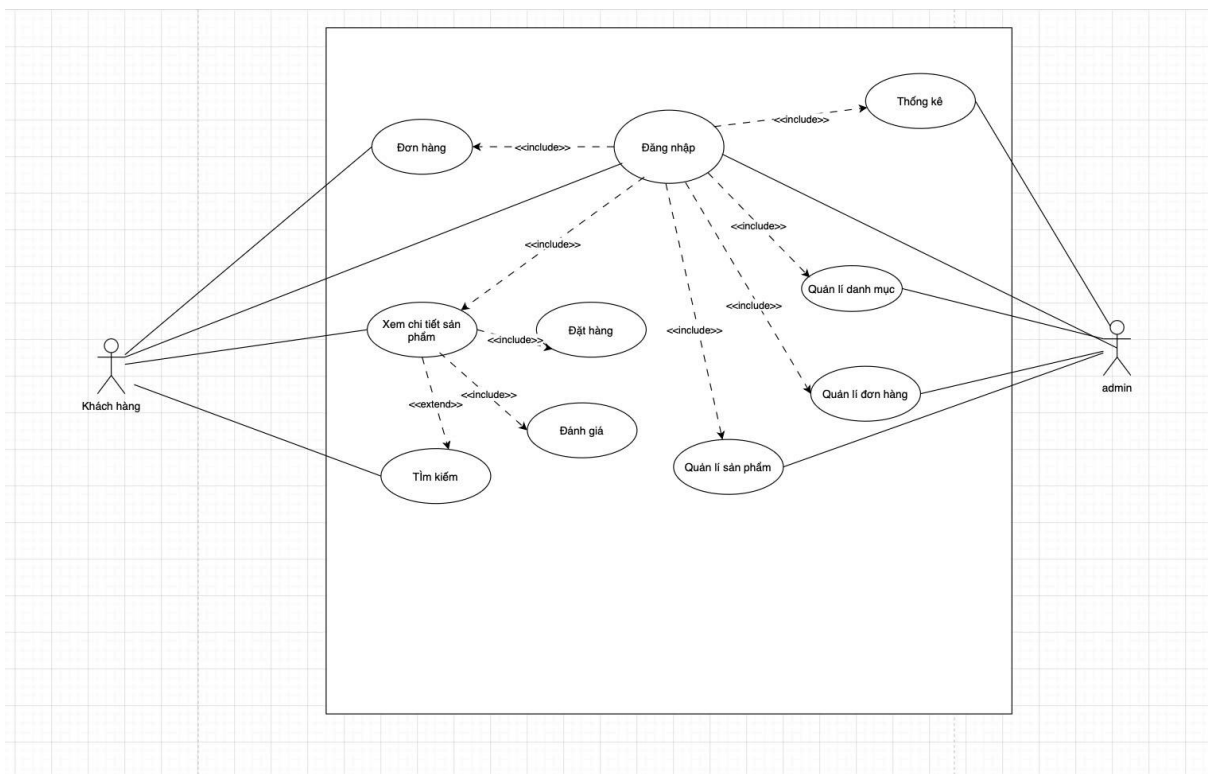 Thống kê
<<include>>
Đơn hàng
<<include>>
Đăng nhập
<<include>>
<<include>>
Quản lí danh mục
<<include>>
Xem chi tiết sản
phẩm
<<include>>
Đặt hàng
<<include>>
Khách hàng
<<extend>>
<<include>>
Quản lí đơn hàng
admin
Đánh giá
TÌm kiếm
Quản lí sản phẩm